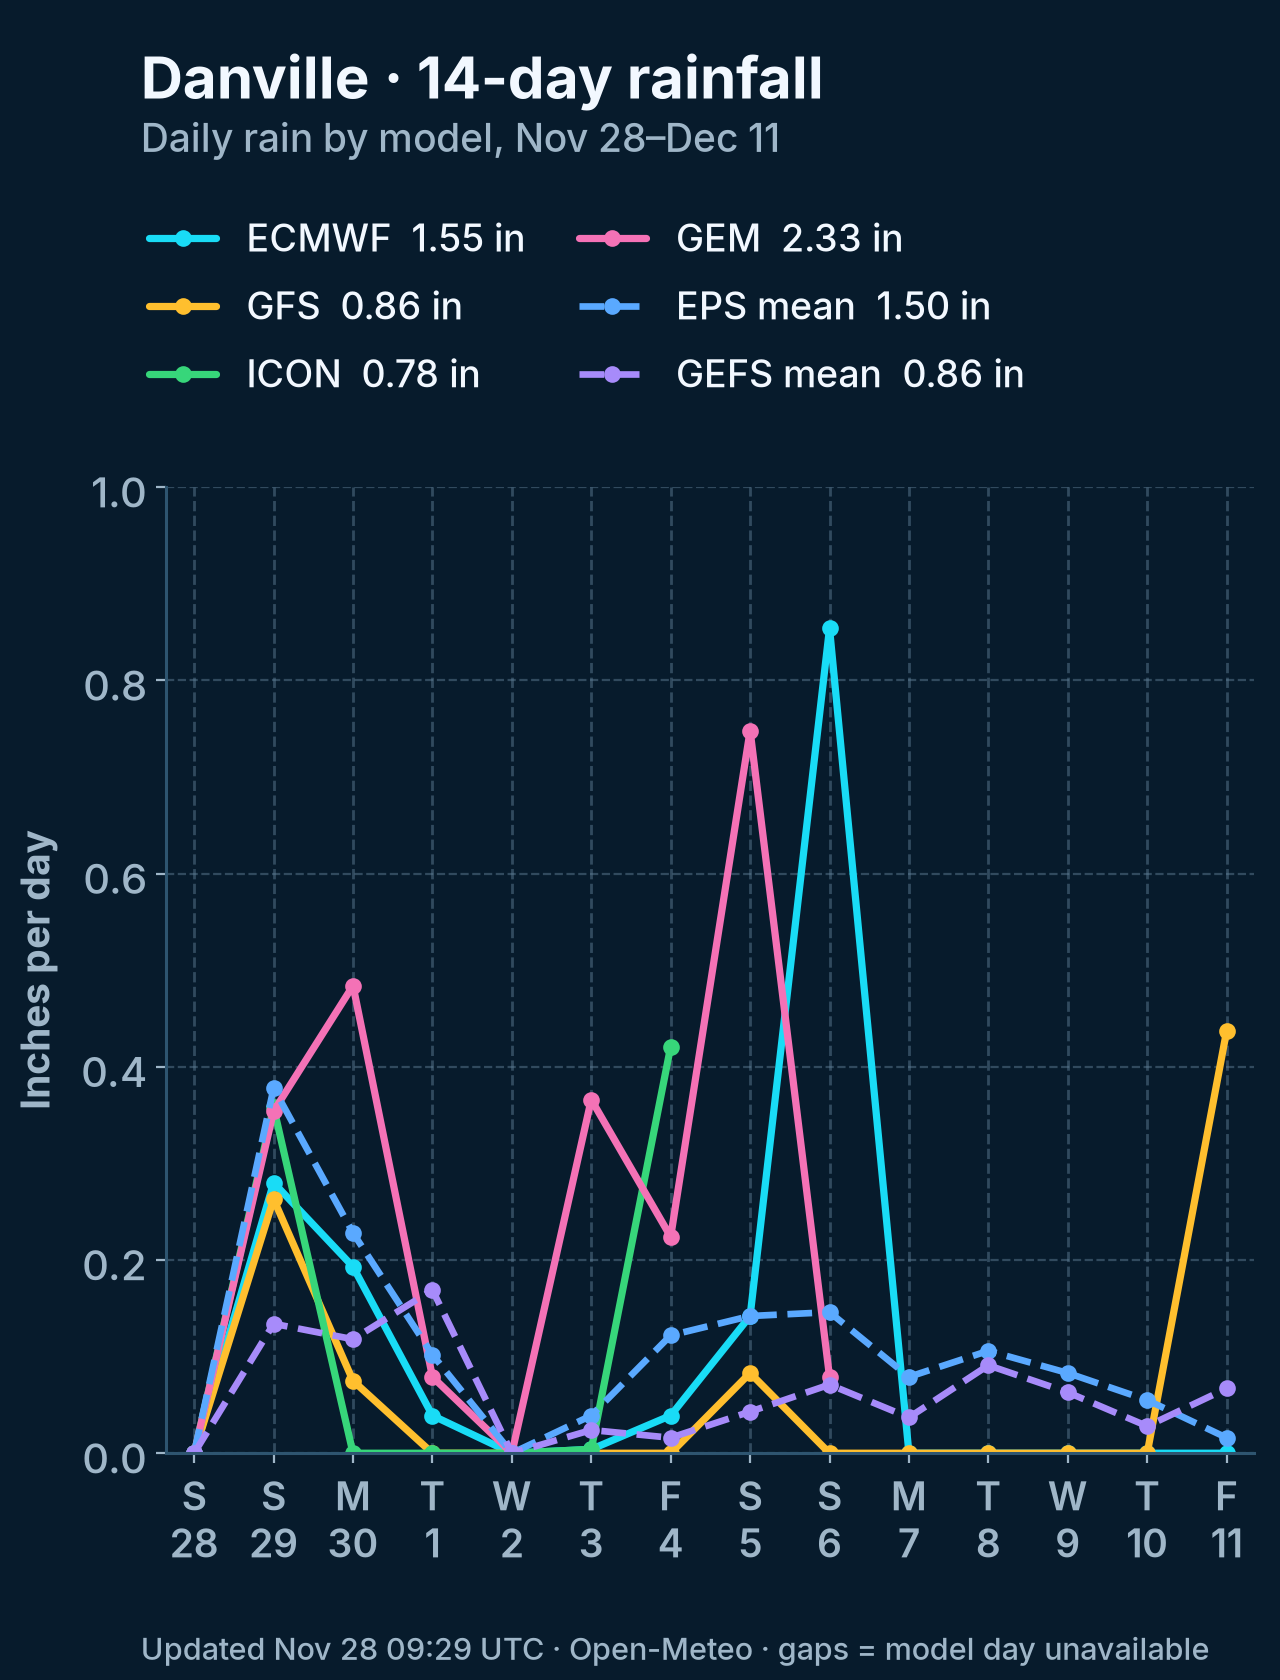 Danville · 14-day rainfall
Daily rain by model, Nov 28–Dec 11
ECMWF 1.55 in
GEM 2.33 in
GFS 0.86 in
EPS mean 1.50 in
ICON 0.78 in
GEFS mean 0.86 in
Inches per day
1.0
0.8
0.6
0.4
0.2
0.0
S S M T W T F S S M T W T F
28 29 30 1 2 3 4 5 6 7 8 9 10 11
Updated Nov 28 09:29 UTC · Open-Meteo · gaps = model day unavailable